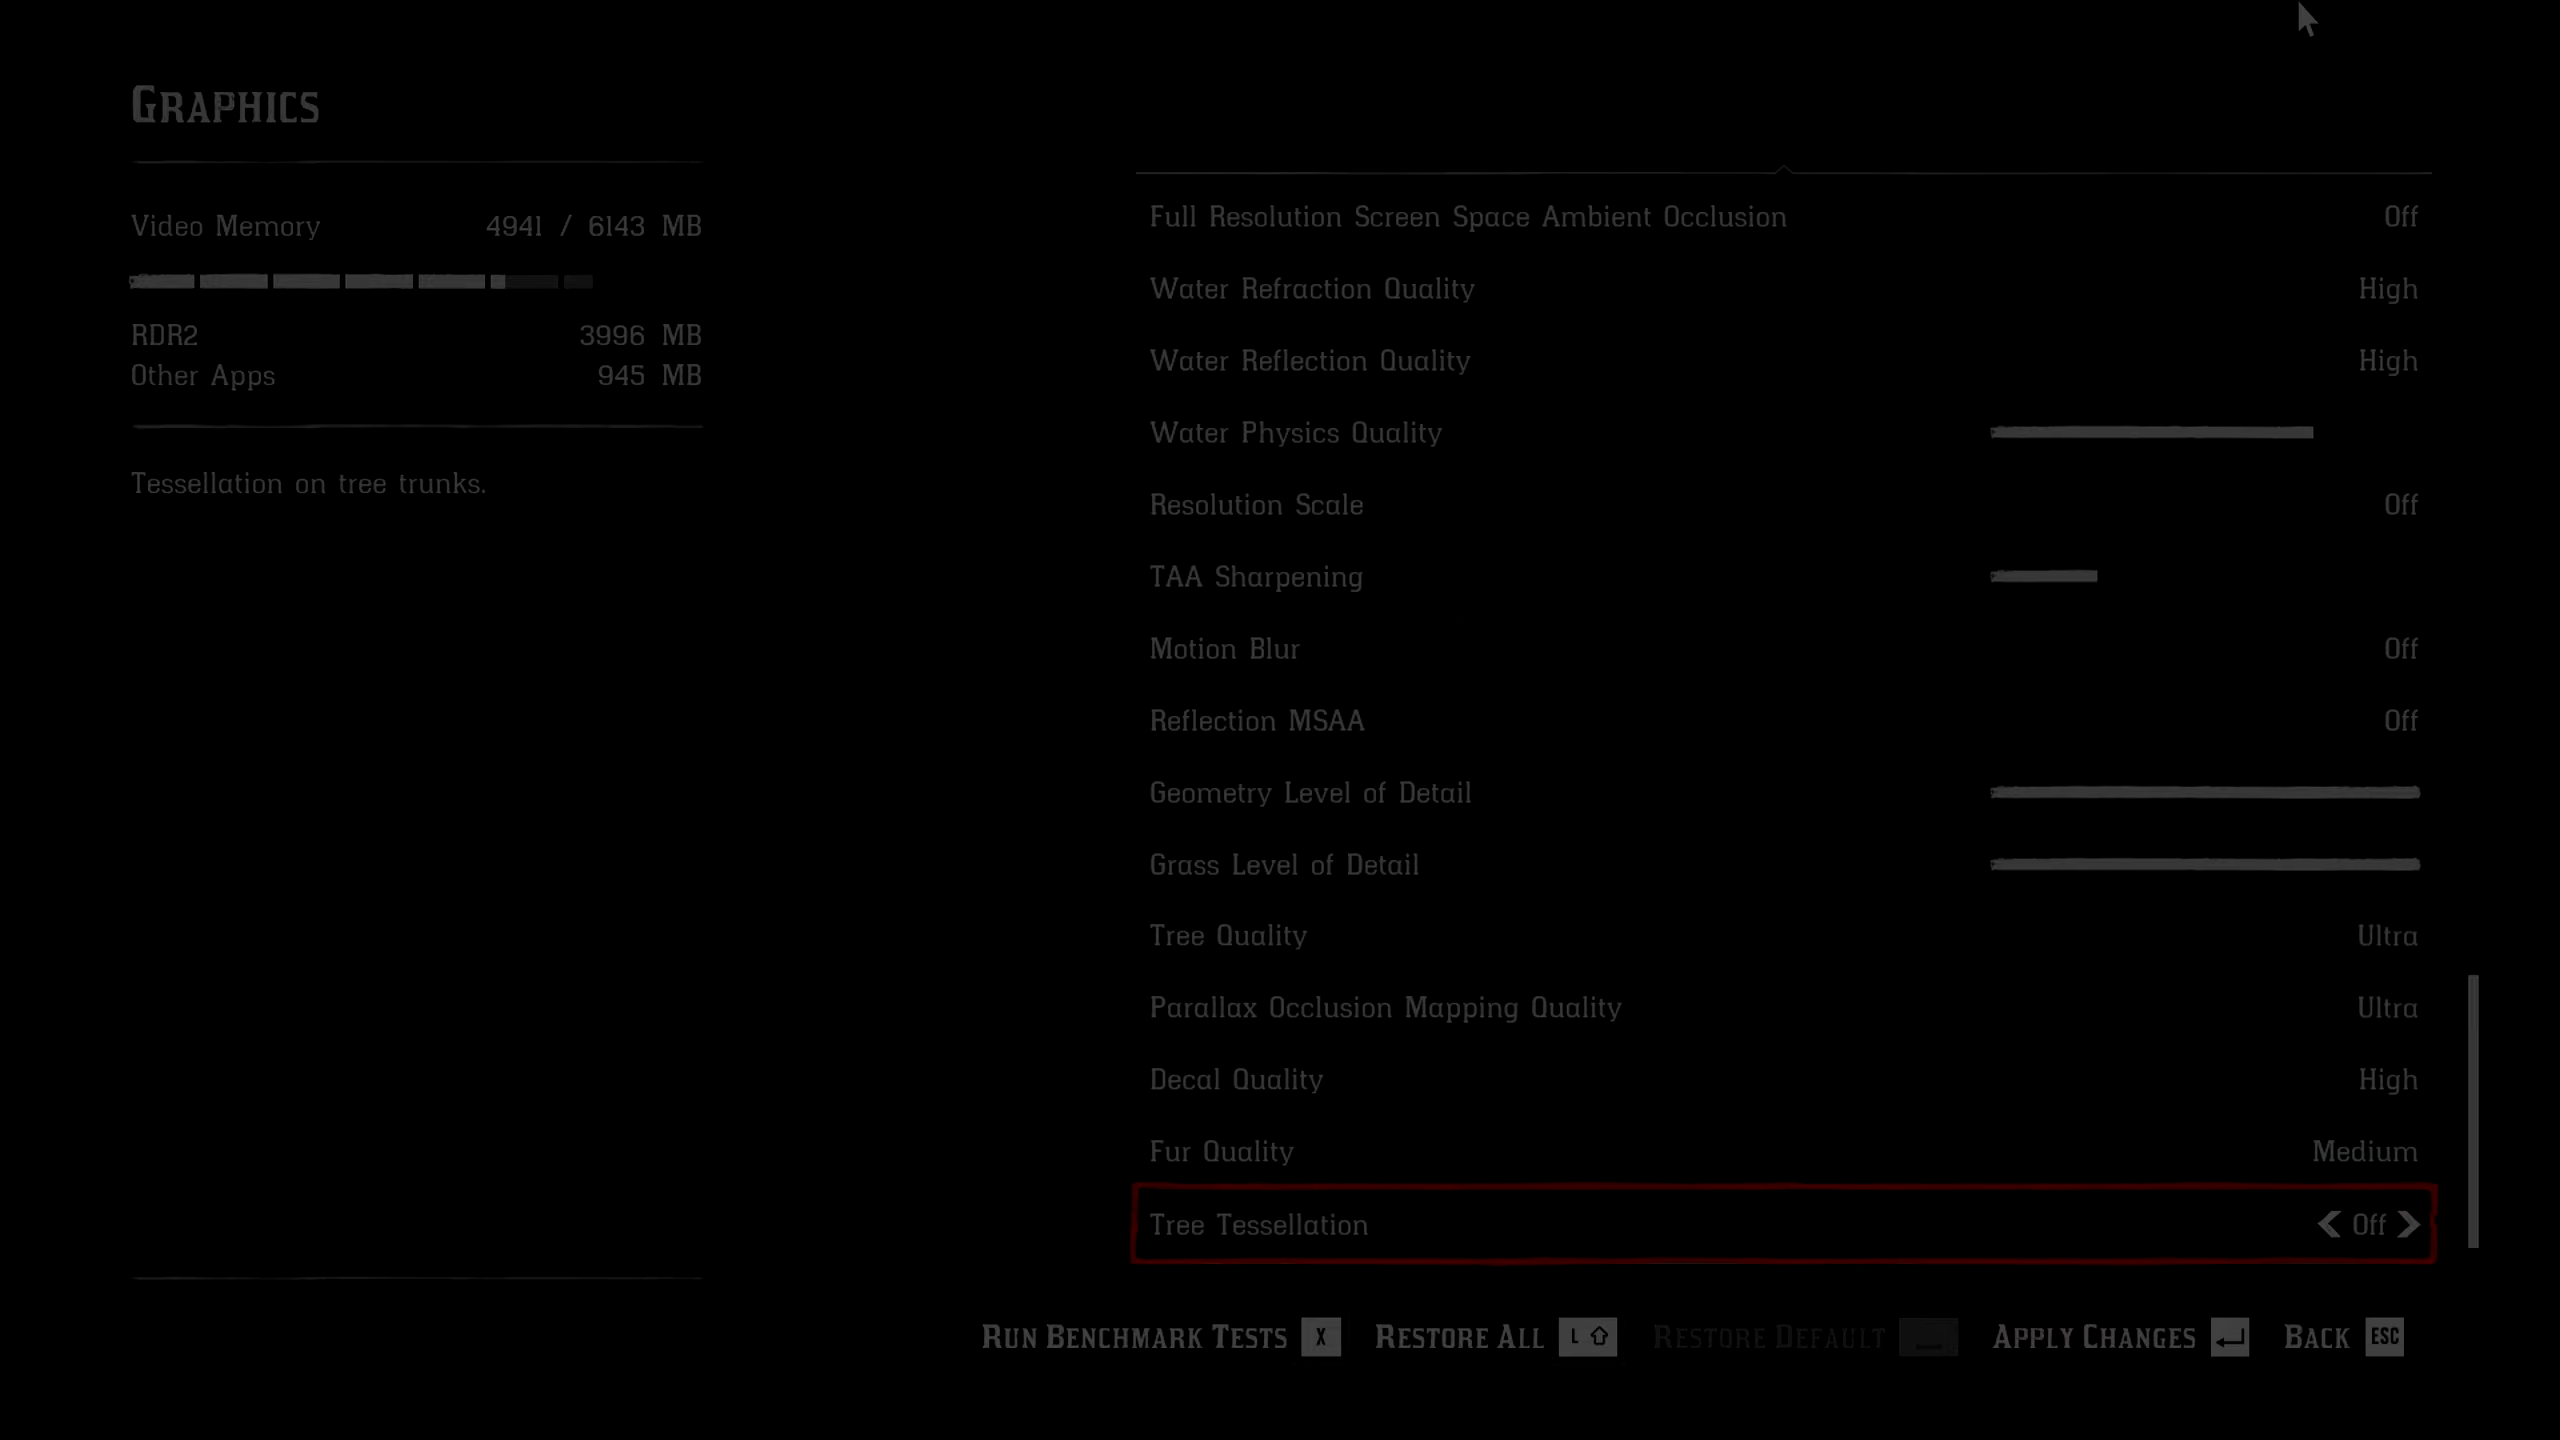 GRAPHICS
Video Memory 4941 / 6143 MB
RDR2 3996 MB
Other Apps 945 MB
Tessellation on tree trunks.
Full Resolution Screen Space Ambient Occlusion Off
Water Refraction Quality High
Water Reflection Quality High
Water Physics Quality
Resolution Scale Off
TAA Sharpening
Motion Blur Off
Reflection MSAA Off
Geometry Level of Detail
Grass Level of Detail
Tree Quality Ultra
Parallax Occlusion Mapping Quality Ultra
Decal Quality High
Fur Quality Medium
Tree Tessellation Off
RUN BENCHMARK TESTS X RESTORE ALL L RESTORE DEFAULT APPLY CHANGES BACK ESC